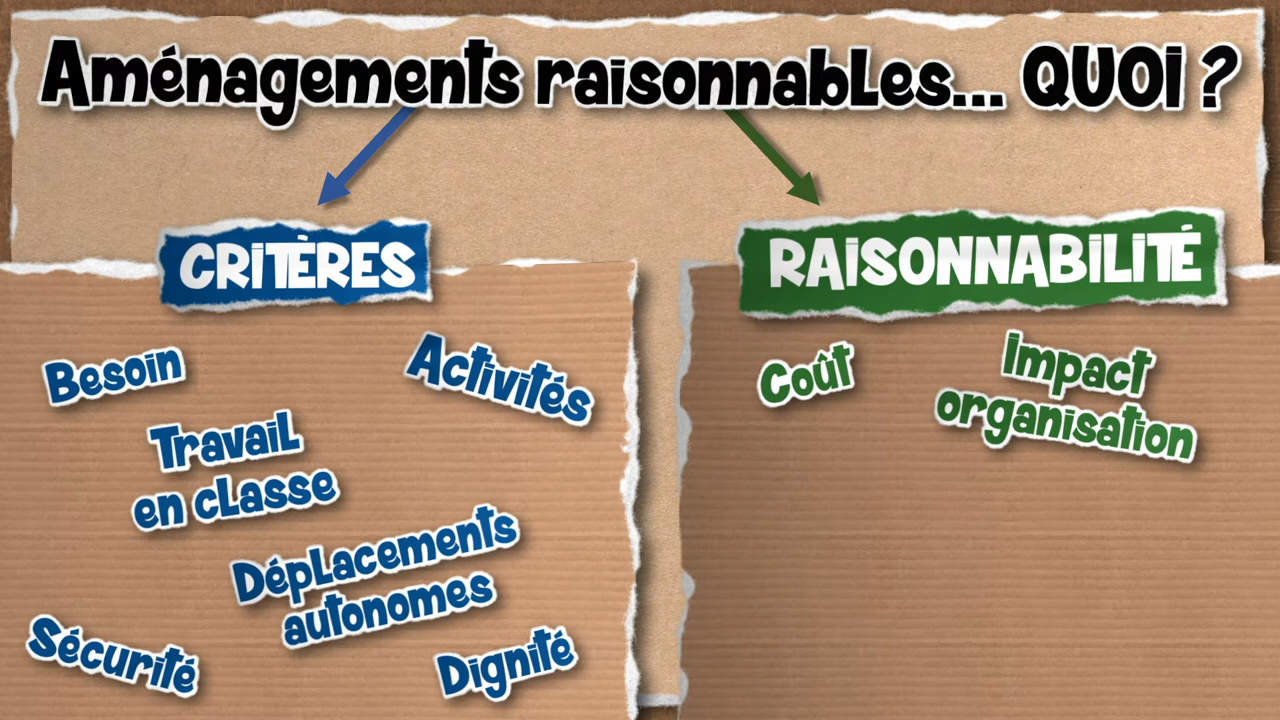 Aménagements raisonnables... QUOI ?
CRITÈRES
Besoin
Activités
Travail
en classe
Déplacements
autonomes
Sécurité
Dignité
RAISONNABILITÉ
Coût
Impact
organisation